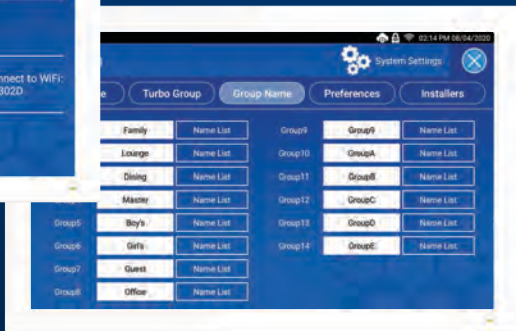 nnect to WiFi:
302D
02:14 PM 08/04/2020
System Settings
e Turbo Group Group Name Preferences Installers
Family Name List Group9 Group9 Name List
Lounge Name List Group10 GroupA Name List
Dining Name List Group11 GroupB Name List
Master Name List Group12 GroupC Name List
Group5 Boy's Name List Group13 GroupD Name List
Group6 Girl's Name List Group14 GroupE Name List
Group7 Guest Name List
Group8 Office Name List